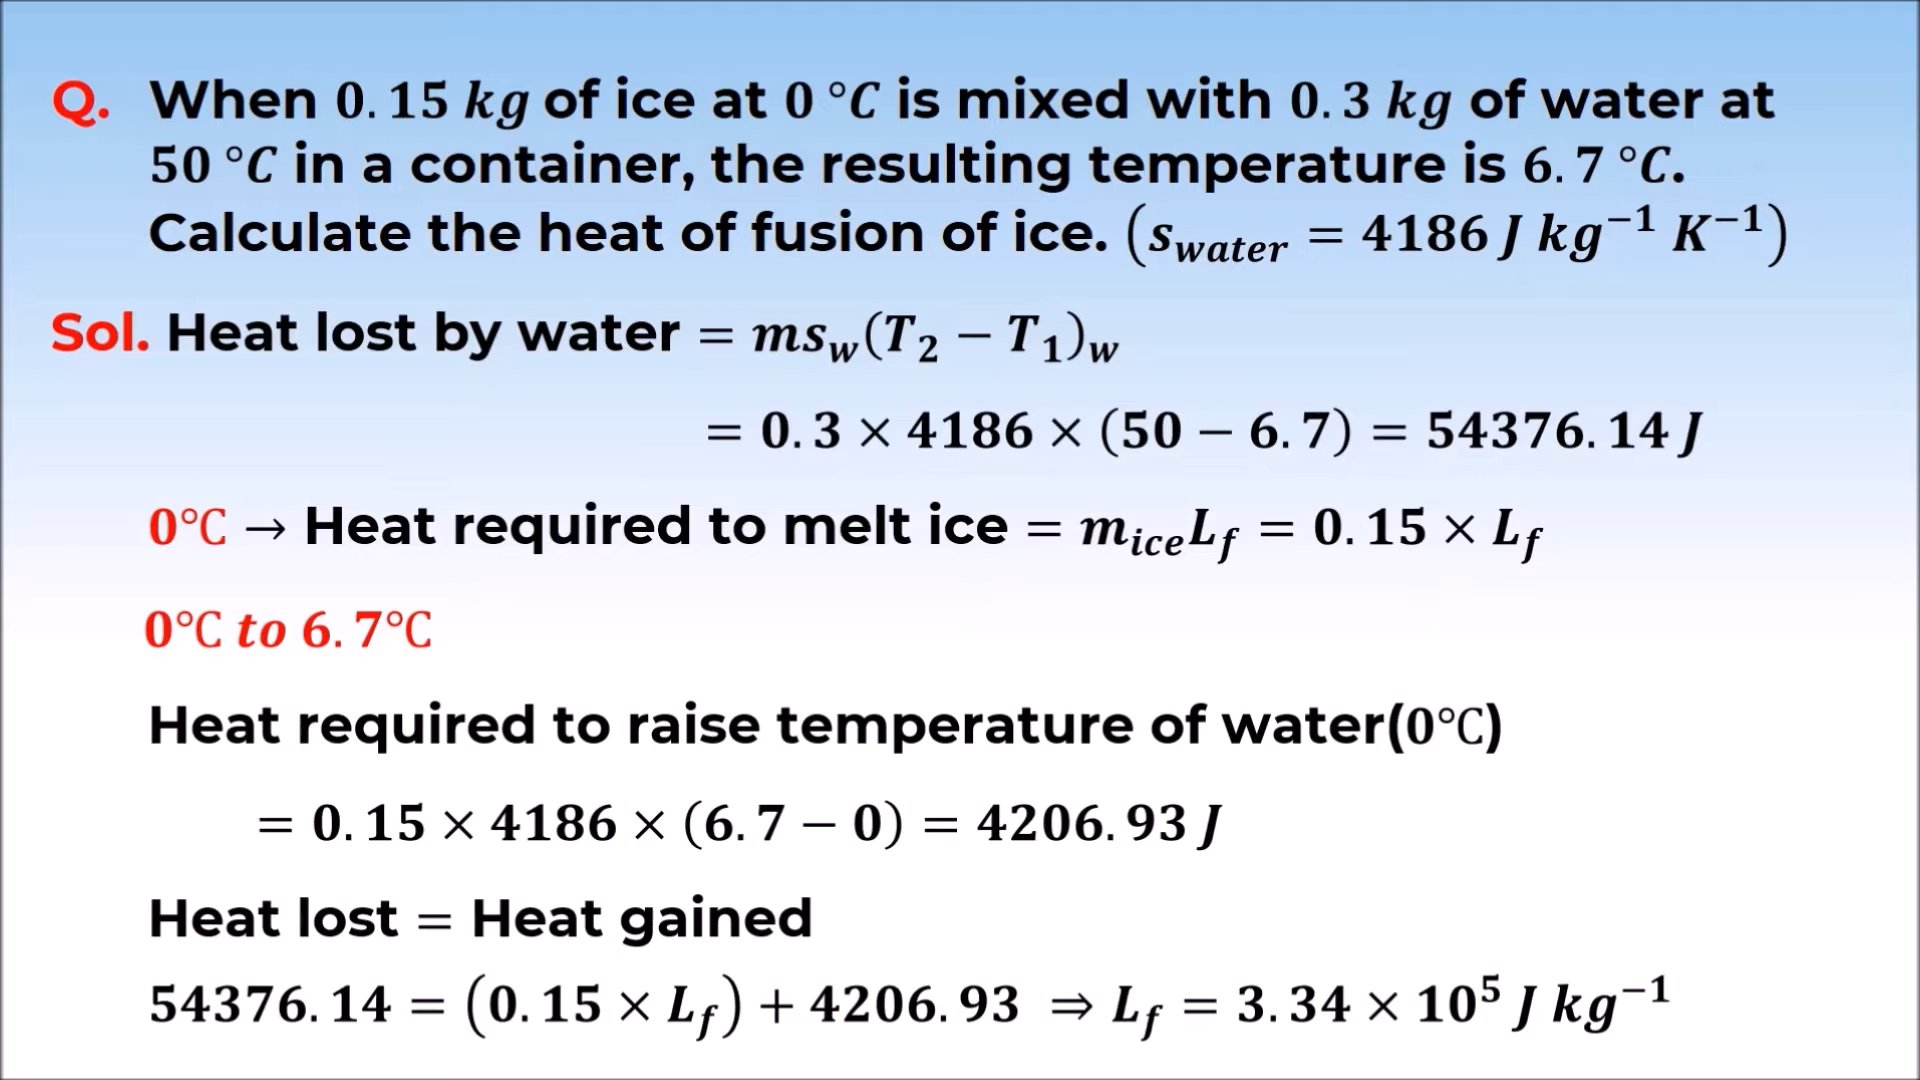 Q. When 0.15 kg of ice at 0 °C is mixed with 0.3 kg of water at
50 °C in a container, the resulting temperature is 6.7 °C.
Calculate the heat of fusion of ice. (s_water = 4186 J kg⁻¹ K⁻¹)
Sol. Heat lost by water = ms_w(T₂ − T₁)_w
= 0.3 × 4186 × (50 − 6.7) = 54376.14 J
0°C → Heat required to melt ice = m_ice L_f = 0.15 × L_f
0°C to 6.7°C
Heat required to raise temperature of water(0°C)
= 0.15 × 4186 × (6.7 − 0) = 4206.93 J
Heat lost = Heat gained
54376.14 = (0.15 × L_f) + 4206.93 ⇒ L_f = 3.34 × 10⁵ J kg⁻¹